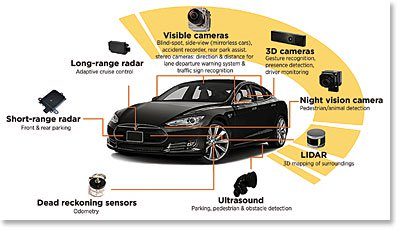 Visible cameras
Blind-spot, side-view (mirrorless cars),
accident recorder, rear park assist.
stereo cameras: direction & distance for
lane departure warning system &
traffic sign recognition
3D cameras
Gesture recognition,
presence detection,
driver monitoring
Long-range radar
Adaptive cruise control
Night vision camera
Pedestrian/animal detection
Short-range radar
Front & rear parking
LIDAR
3D mapping of surroundings
Dead reckoning sensors
Odometry
Ultrasound
Parking, pedestrian & obstacle detection